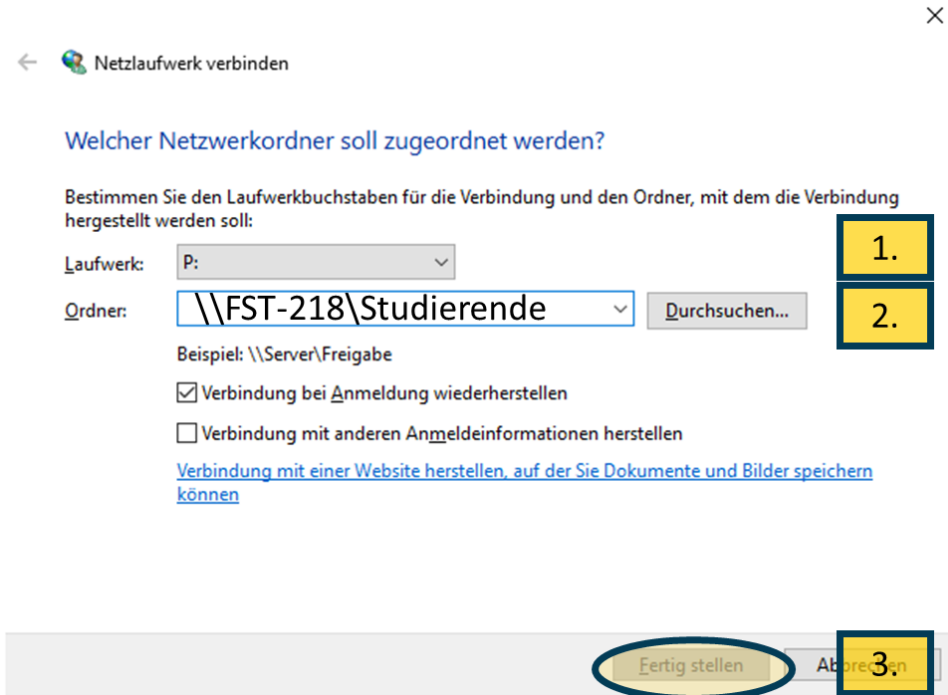 Netzlaufwerk verbinden
Welcher Netzwerkordner soll zugeordnet werden?
Bestimmen Sie den Laufwerkbuchstaben für die Verbindung und den Ordner, mit dem die Verbindung
hergestellt werden soll:
1.
Laufwerk: P:
Ordner: \\FST-218\Studierende Durchsuchen... 2.
Beispiel: \\Server\Freigabe
Verbindung bei Anmeldung wiederherstellen
Verbindung mit anderen Anmeldeinformationen herstellen
Verbindung mit einer Website herstellen, auf der Sie Dokumente und Bilder speichern
können
Fertig stellen Abbrechen 3.